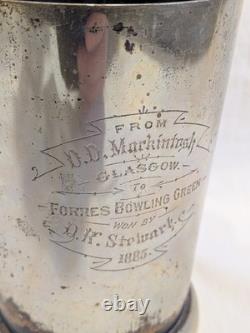 FROM
D.D. Mackintosh
GLASGOW.
TO
FORRES BOWLING GREEN
WON BY
Stewart
1885.